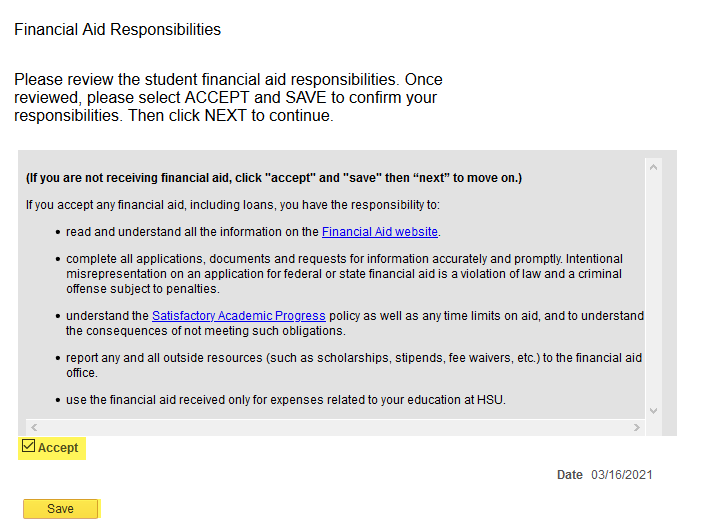 Financial Aid Responsibilities
Please review the student financial aid responsibilities. Once
reviewed, please select ACCEPT and SAVE to confirm your
responsibilities. Then click NEXT to continue.
(If you are not receiving financial aid, click "accept" and "save" then “next” to move on.)
If you accept any financial aid, including loans, you have the responsibility to:
• read and understand all the information on the Financial Aid website.
• complete all applications, documents and requests for information accurately and promptly. Intentional
misrepresentation on an application for federal or state financial aid is a violation of law and a criminal
offense subject to penalties.
• understand the Satisfactory Academic Progress policy as well as any time limits on aid, and to understand
the consequences of not meeting such obligations.
• report any and all outside resources (such as scholarships, stipends, fee waivers, etc.) to the financial aid
office.
• use the financial aid received only for expenses related to your education at HSU.
Accept
Date 03/16/2021
Save